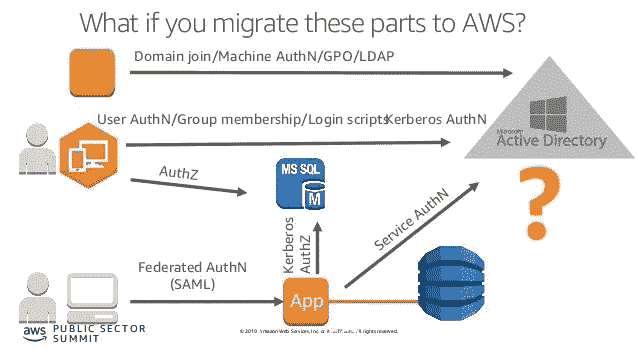 What if you migrate these parts to AWS?
Domain join/Machine AuthN/GPO/LDAP
User AuthN/Group membership/Login scripts
Kerberos AuthN
Microsoft
Active Directory
AuthZ
MS SQL
M
?
Kerberos
AuthZ
Service AuthN
Federated AuthN
(SAML)
App
aws PUBLIC SECTOR
SUMMIT
© 2019 Amazon Web Services, Inc. or its affiliates. All rights reserved.